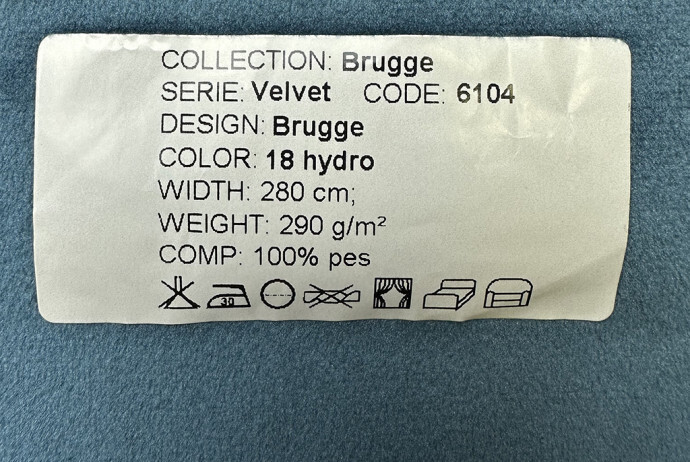 COLLECTION: Brugge
SERIE: Velvet CODE: 6104
DESIGN: Brugge
COLOR: 18 hydro
WIDTH: 280 cm;
WEIGHT: 290 g/m²
COMP: 100% pes
30